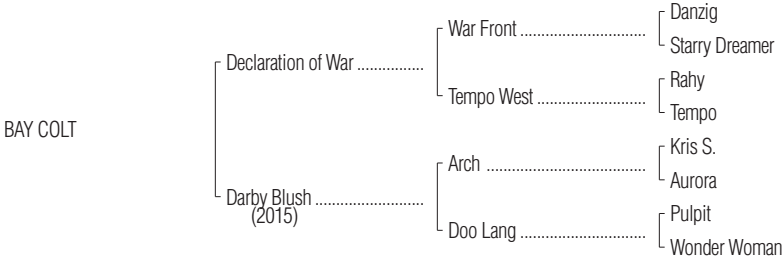 Danzig
War Front ..............................
Starry Dreamer
Declaration of War ................
Rahy
Tempo West ..........................
Tempo
BAY COLT
Kris S.
Arch ......................................
Aurora
Darby Blush ..........................
(2015)
Pulpit
Doo Lang ..............................
Wonder Woman